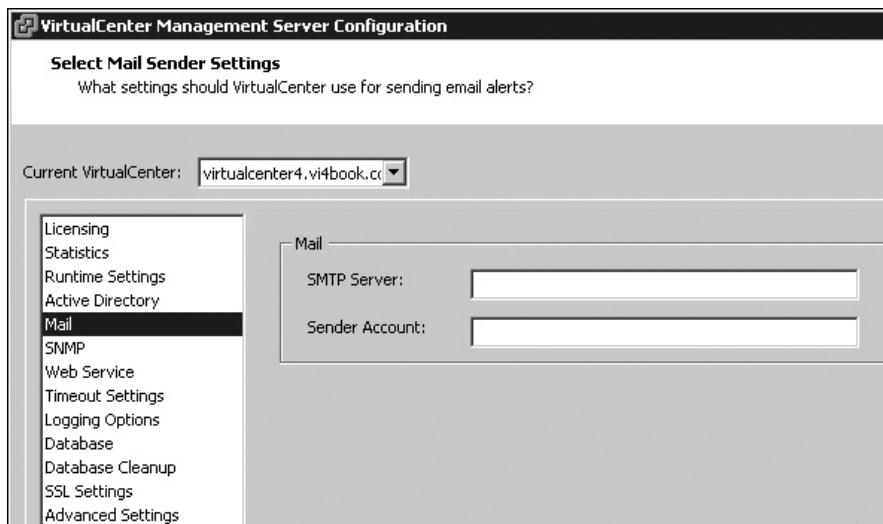 VirtualCenter Management Server Configuration
Select Mail Sender Settings
What settings should VirtualCenter use for sending email alerts?
Current VirtualCenter: virtualcenter4.vi4book.co
Licensing
Statistics
Runtime Settings
Active Directory
Mail
SNMP
Web Service
Timeout Settings
Logging Options
Database
Database Cleanup
SSL Settings
Advanced Settings
Mail
SMTP Server:
Sender Account: